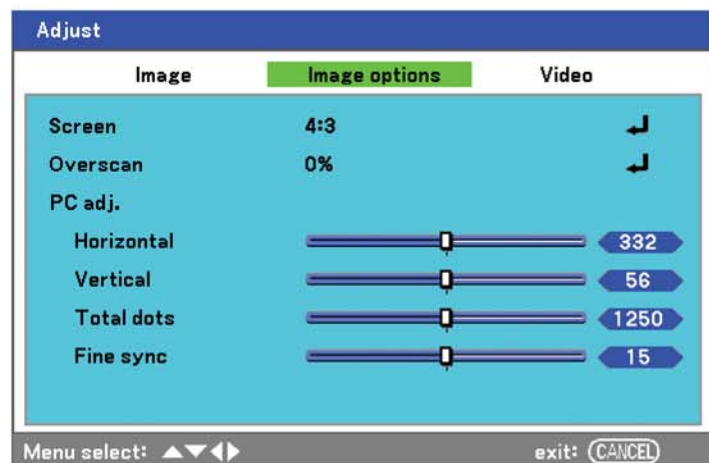 Adjust
Image Image options Video
Screen 4:3
Overscan 0%
PC adj.
Horizontal 332
Vertical 56
Total dots 1250
Fine sync 15
Menu select: exit: CANCEL